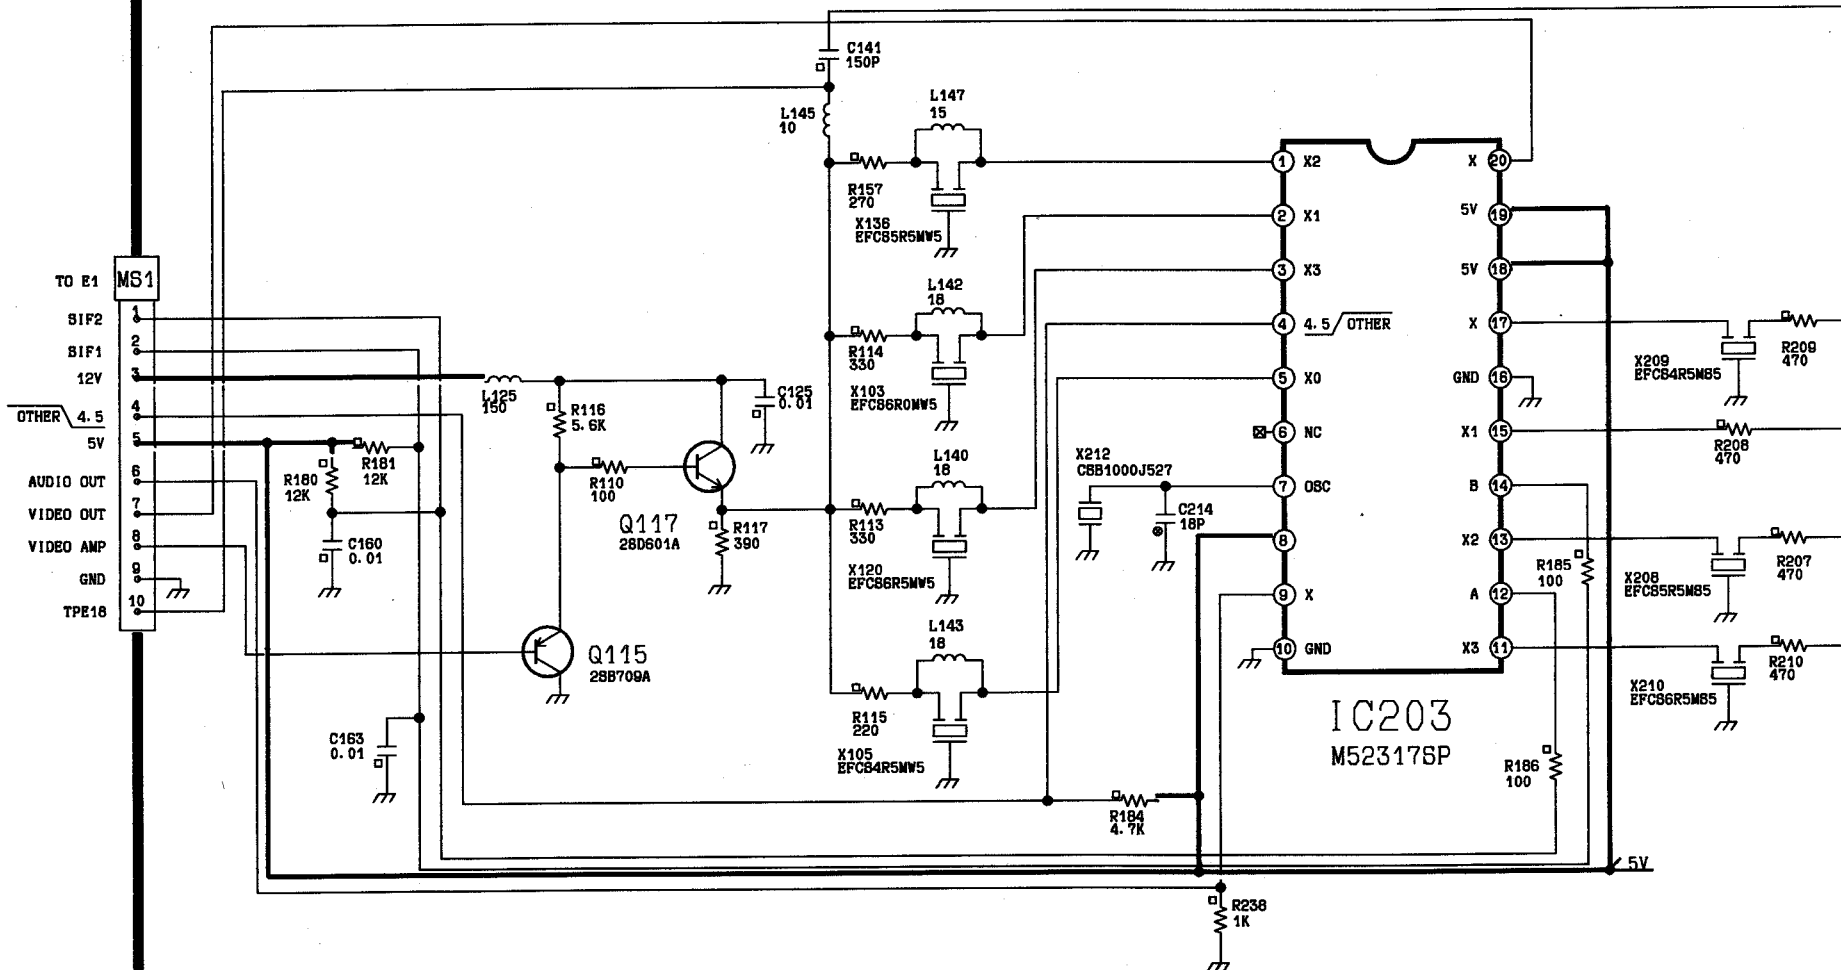 C141
150P
L145
10
L147
15
R157
270
X136
EFCS5R5MW5
L142
18
R114
330
X103
EFCS6R0MW5
L140
18
R113
330
X120
EFCS6R5MW5
L143
18
R115
220
X105
EFCS4R5MW5
TO E1
MS1
SIF2
1
SIF1
2
12V
3
OTHER\4.5
4
5V
5
AUDIO OUT
6
VIDEO OUT
7
VIDEO AMP
8
GND
9
TPE18
10
L125
150
R116
5.6K
C125
0.01
R110
100
Q117
2SD601A
R117
390
R180
12K
R181
12K
C160
0.01
Q115
2SB709A
C163
0.01
X212
CSB1000J527
C214
18P
R184
4.7K
R238
1K
1 X2
2 X1
3 X3
4 4.5/OTHER
5 X0
6 NC
7 OSC
8
9 X
10 GND
X 20
5V 19
5V 18
X 17
GND 16
X1 15
B 14
X2 13
A 12
X3 11
IC203
M52317SP
X209
EFCS4R5MS5
R209
470
R208
470
R185
100
X208
EFCS5R5MS5
R207
470
X210
EFCS6R5MS5
R210
470
R186
100
5V